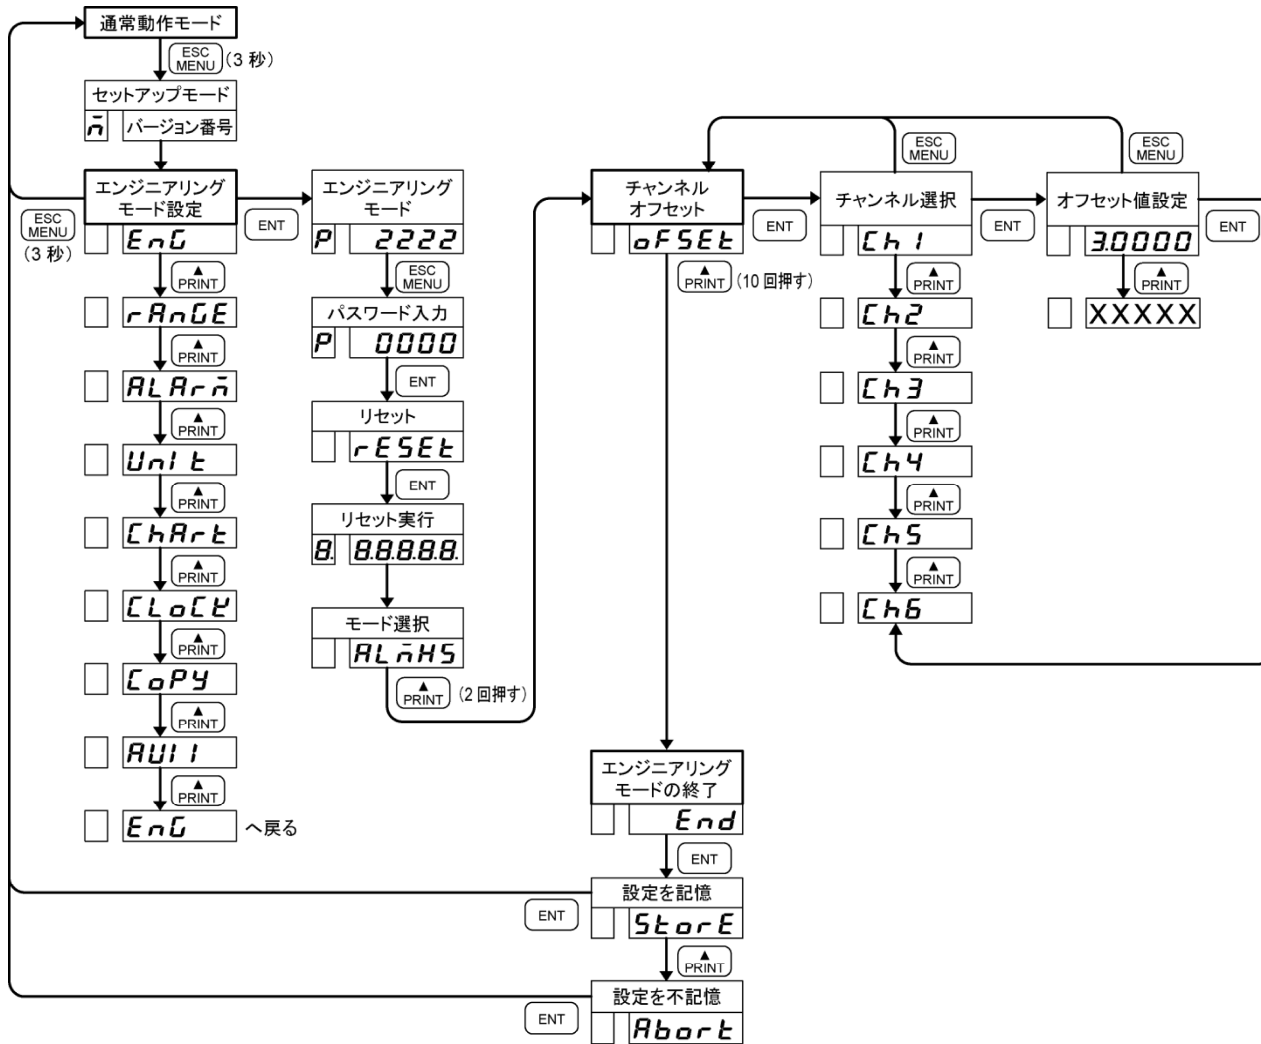 通常動作モード
ESC
MENU
(3 秒)
セットアップモード
n̄ バージョン番号
エンジニアリング
モード設定
EnG
ESC
MENU
(3 秒)
ENT
▲
PRINT
rAnGE
▲
PRINT
ALArn̄
▲
PRINT
UnIt
▲
PRINT
ChArt
▲
PRINT
CLoCK
▲
PRINT
CoPY
▲
PRINT
AUI1
▲
PRINT
EnG へ戻る
エンジニアリング
モード
P 2222
ESC
MENU
パスワード入力
P 0000
ENT
リセット
rESEt
ENT
リセット実行
8. 8.8.8.8.8.
モード選択
ALn̄HS
▲
PRINT
(2 回押す)
チャンネル
オフセット
oFSEt
ENT
▲
PRINT
(10 回押す)
ESC
MENU
チャンネル選択
Ch1
▲
PRINT
Ch2
▲
PRINT
Ch3
▲
PRINT
Ch4
▲
PRINT
Ch5
▲
PRINT
Ch6
ENT
ESC
MENU
オフセット値設定
3.0000
ENT
▲
PRINT
XXXXX
エンジニアリング
モードの終了
End
ENT
設定を記憶
StorE
ENT
▲
PRINT
設定を不記憶
Abort
ENT